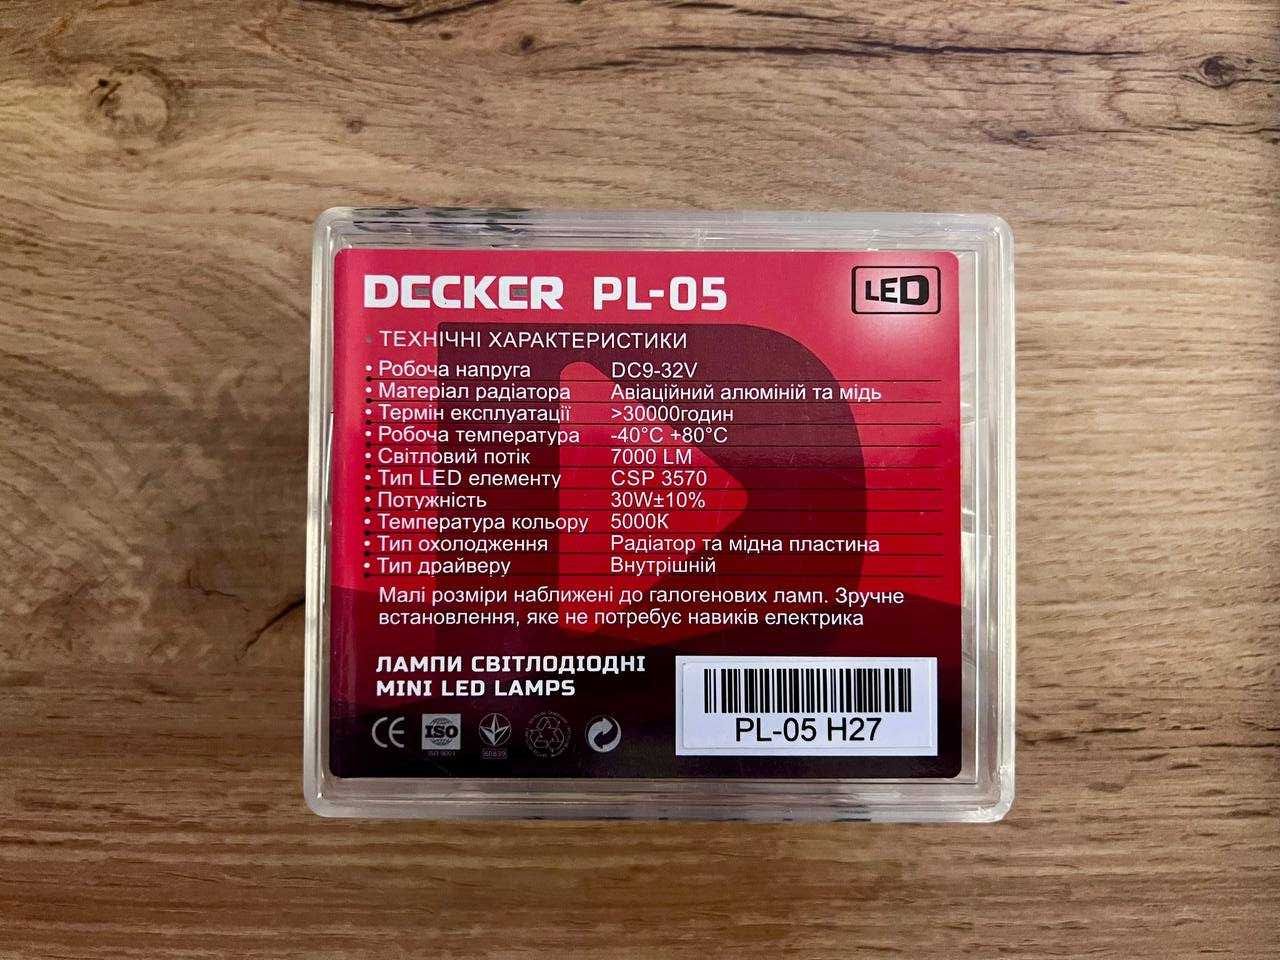 DECKER PL-05
LED
ТЕХНІЧНІ ХАРАКТЕРИСТИКИ
• Робоча напруга DC9-32V
• Матеріал радіатора Авіаційний алюміній та мідь
• Термін експлуатації >30000годин
• Робоча температура -40°C +80°C
• Світловий потік 7000 LM
• Тип LED елементу CSP 3570
• Потужність 30W±10%
• Температура кольору 5000К
• Тип охолодження Радіатор та мідна пластина
• Тип драйверу Внутрішній
Малі розміри наближені до галогенових ламп. Зручне
встановлення, яке не потребує навиків електрика
ЛАМПИ СВІТЛОДІОДНІ
MINI LED LAMPS
CE ISO
ISO 9001
PL-05 H27